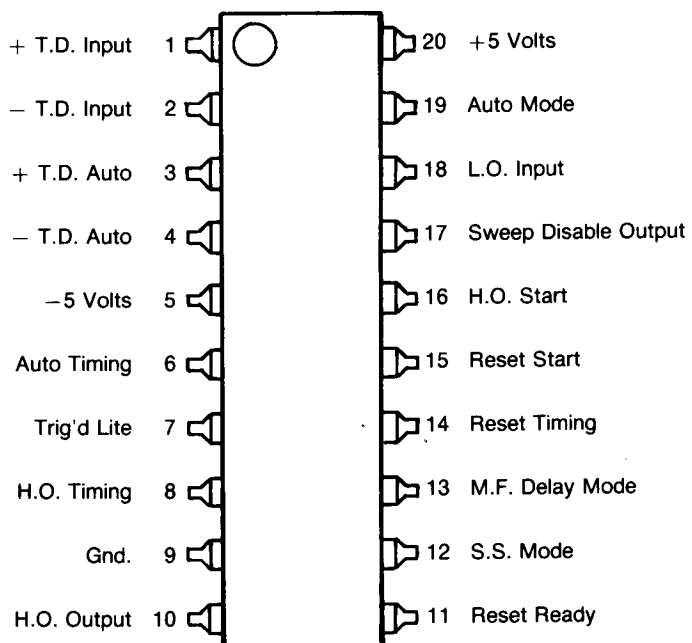 + T.D. Input 1
20 +5 Volts
− T.D. Input 2
19 Auto Mode
+ T.D. Auto 3
18 L.O. Input
− T.D. Auto 4
17 Sweep Disable Output
−5 Volts 5
16 H.O. Start
Auto Timing 6
15 Reset Start
Trig'd Lite 7
14 Reset Timing
H.O. Timing 8
13 M.F. Delay Mode
Gnd. 9
12 S.S. Mode
H.O. Output 10
11 Reset Ready